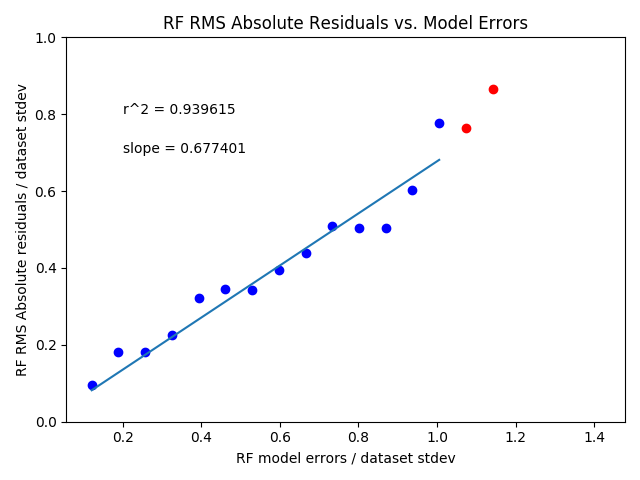 RF RMS Absolute Residuals vs. Model Errors
RF RMS Absolute residuals / dataset stdev
1.0
0.8
0.6
0.4
0.2
0.0
r^2 = 0.939615
slope = 0.677401
0.2 0.4 0.6 0.8 1.0 1.2 1.4
RF model errors / dataset stdev